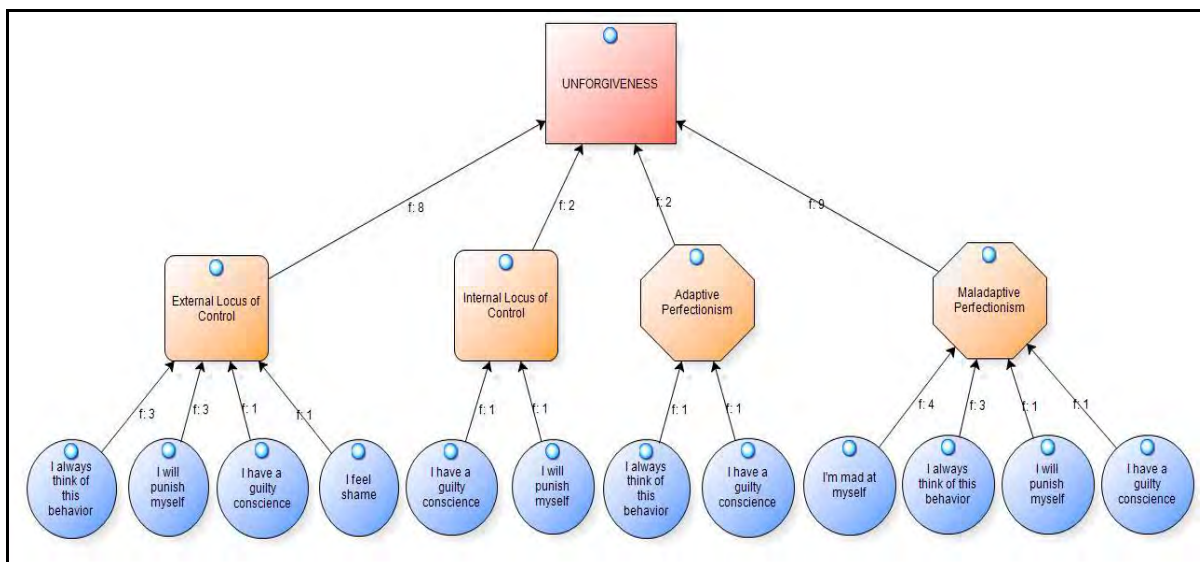 UNFORGIVENESS
f: 8
f: 2
f: 2
f: 9
External Locus of
Control
Internal Locus of
Control
Adaptive
Perfectionism
Maladaptive
Perfectionism
f: 3
f: 3
f: 1
f: 1
f: 1
f: 1
f: 1
f: 1
f: 4
f: 3
f: 1
f: 1
I always
think of
this
behavior
I will
punish
myself
I have a
guilty
conscience
I feel
shame
I have a
guilty
conscience
I will
punish
myself
I always
think of
this
behavior
I have a
guilty
conscience
I'm mad at
myself
I always
think of this
behavior
I will
punish
myself
I have a
guilty
conscience